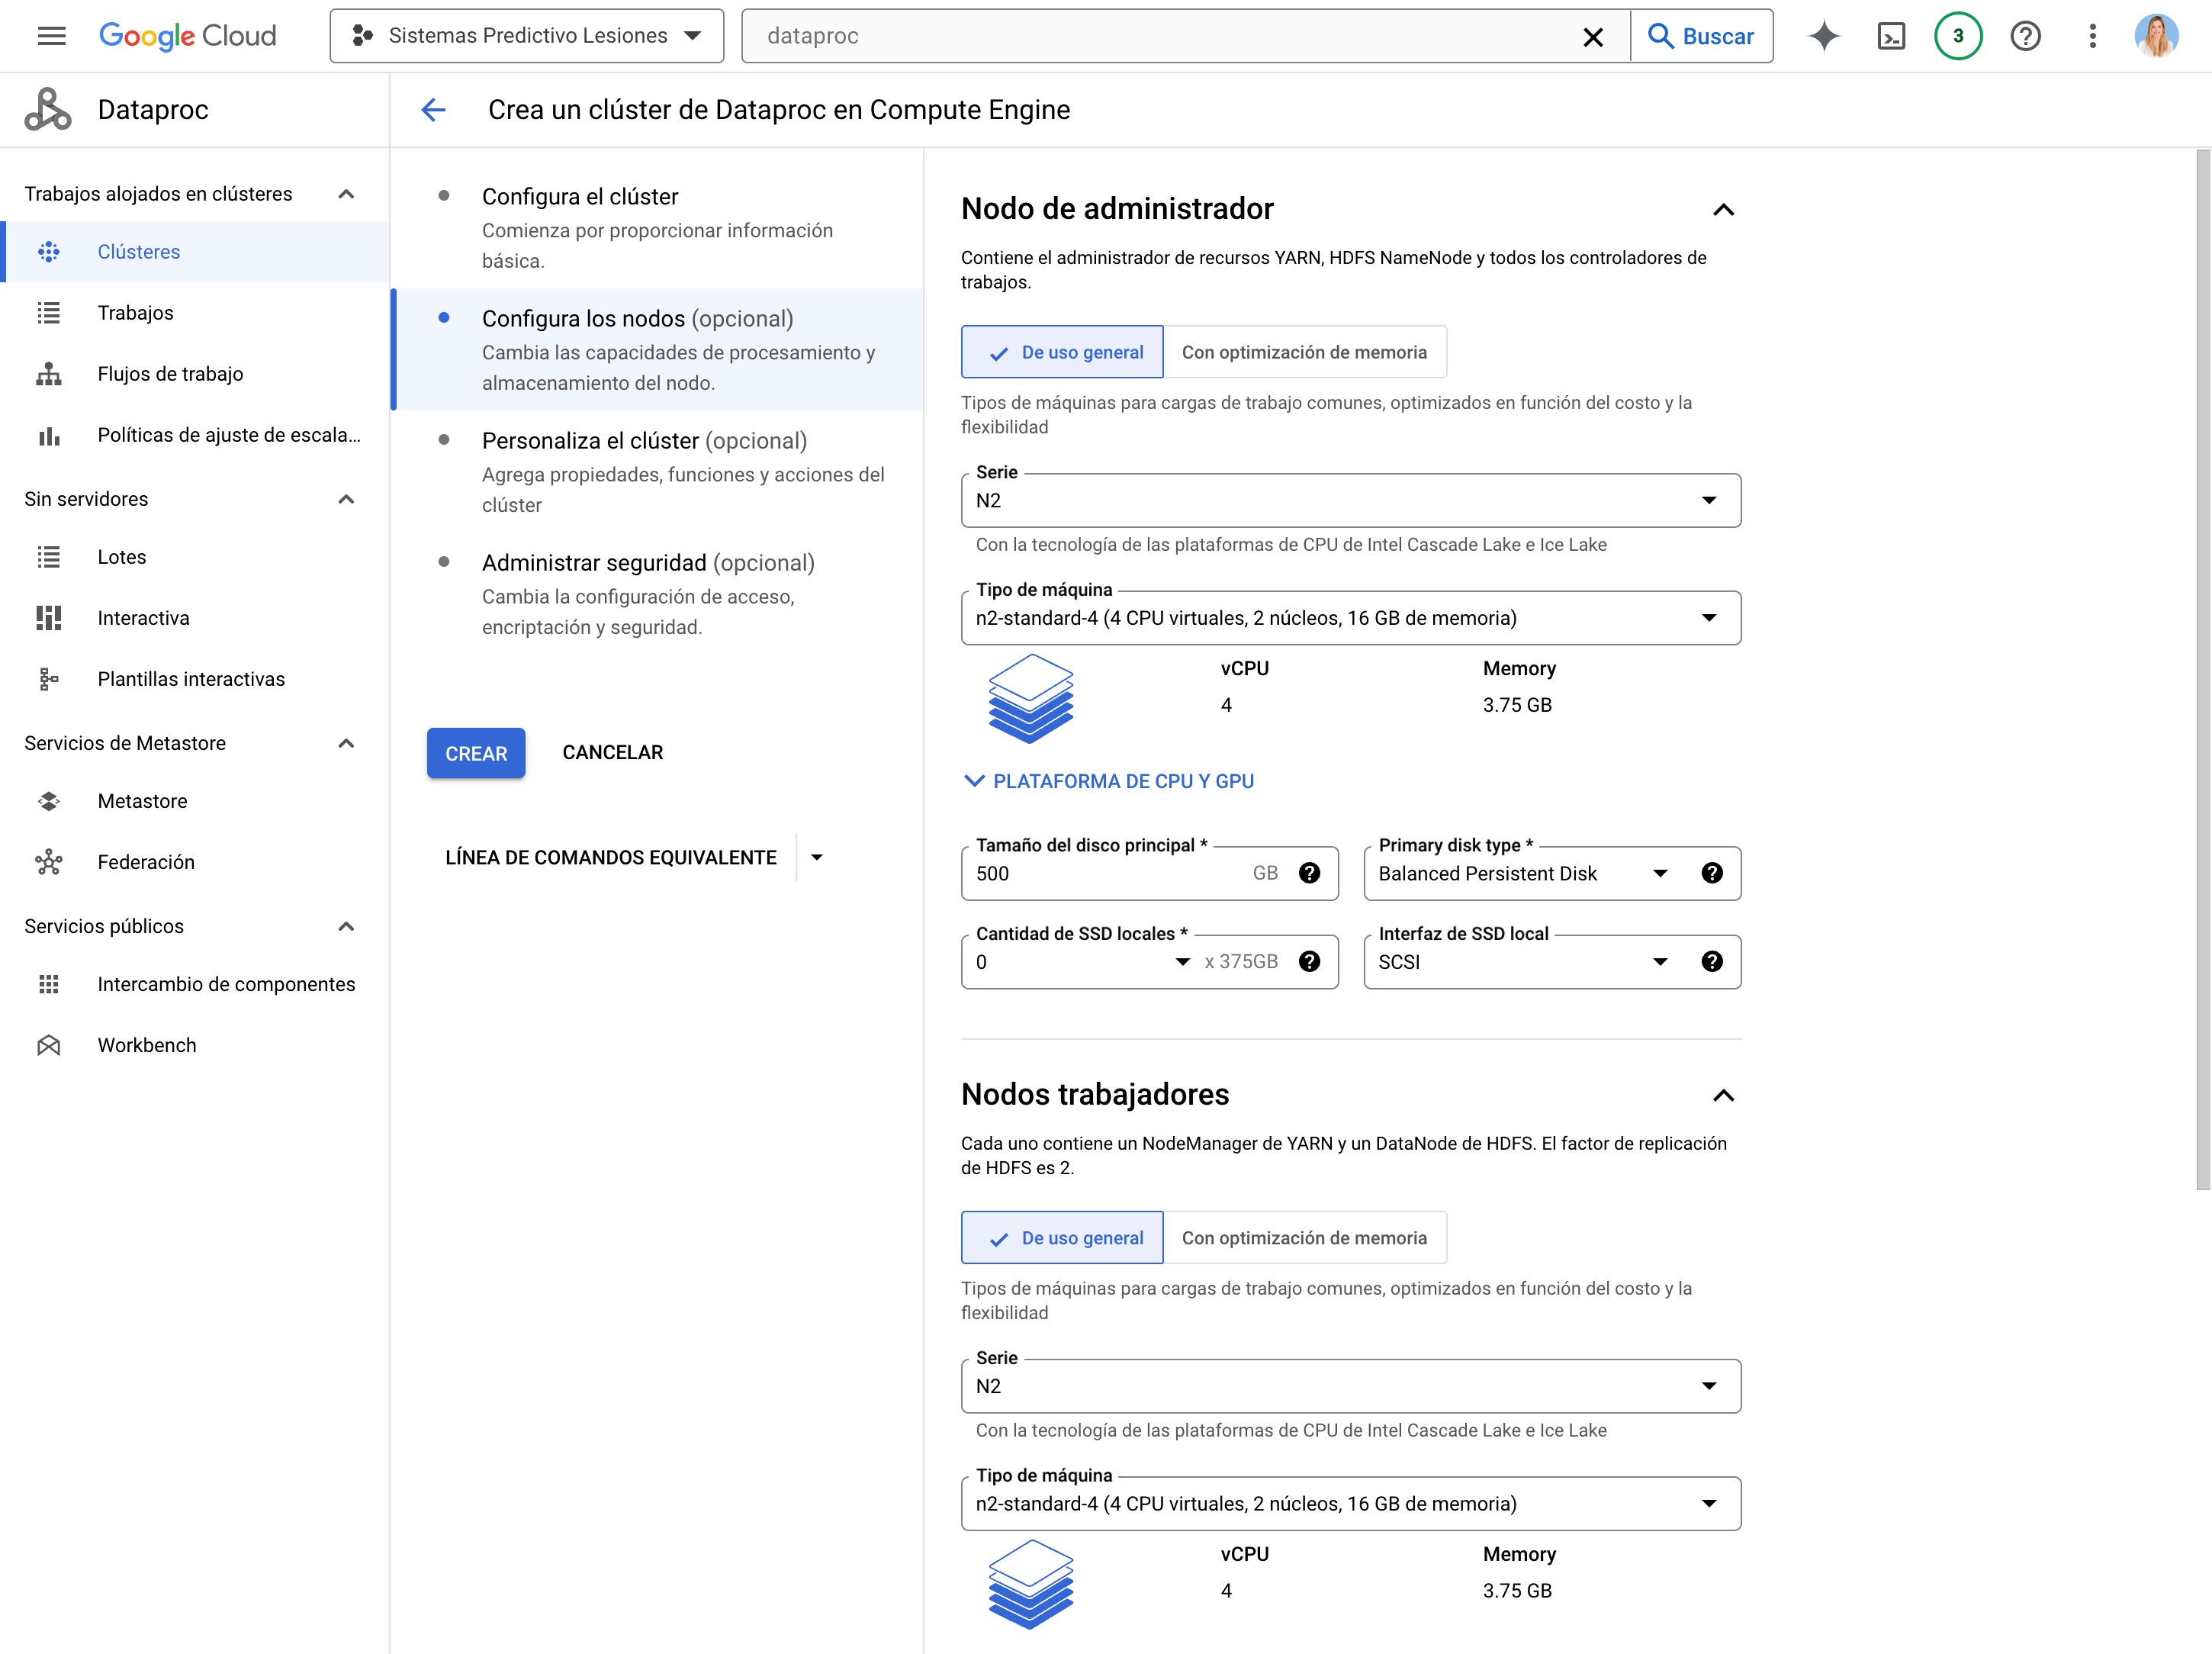 Google Cloud
Sistemas Predictivo Lesiones
dataproc
Buscar
3
Dataproc
Crea un clúster de Dataproc en Compute Engine
Trabajos alojados en clústeres
Clústeres
Trabajos
Flujos de trabajo
Políticas de ajuste de escala...
Sin servidores
Lotes
Interactiva
Plantillas interactivas
Servicios de Metastore
Metastore
Federación
Servicios públicos
Intercambio de componentes
Workbench
Configura el clúster
Comienza por proporcionar información
básica.
Configura los nodos (opcional)
Cambia las capacidades de procesamiento y
almacenamiento del nodo.
Personaliza el clúster (opcional)
Agrega propiedades, funciones y acciones del
clúster
Administrar seguridad (opcional)
Cambia la configuración de acceso,
encriptación y seguridad.
CREAR
CANCELAR
LÍNEA DE COMANDOS EQUIVALENTE
Nodo de administrador
Contiene el administrador de recursos YARN, HDFS NameNode y todos los controladores de
trabajos.
De uso general
Con optimización de memoria
Tipos de máquinas para cargas de trabajo comunes, optimizados en función del costo y la
flexibilidad
Serie
N2
Con la tecnología de las plataformas de CPU de Intel Cascade Lake e Ice Lake
Tipo de máquina
n2-standard-4 (4 CPU virtuales, 2 núcleos, 16 GB de memoria)
vCPU
Memory
4
3.75 GB
PLATAFORMA DE CPU Y GPU
Tamaño del disco principal *
500
GB
Primary disk type *
Balanced Persistent Disk
Cantidad de SSD locales *
0
x 375GB
Interfaz de SSD local
SCSI
Nodos trabajadores
Cada uno contiene un NodeManager de YARN y un DataNode de HDFS. El factor de replicación
de HDFS es 2.
De uso general
Con optimización de memoria
Tipos de máquinas para cargas de trabajo comunes, optimizados en función del costo y la
flexibilidad
Serie
N2
Con la tecnología de las plataformas de CPU de Intel Cascade Lake e Ice Lake
Tipo de máquina
n2-standard-4 (4 CPU virtuales, 2 núcleos, 16 GB de memoria)
vCPU
Memory
4
3.75 GB